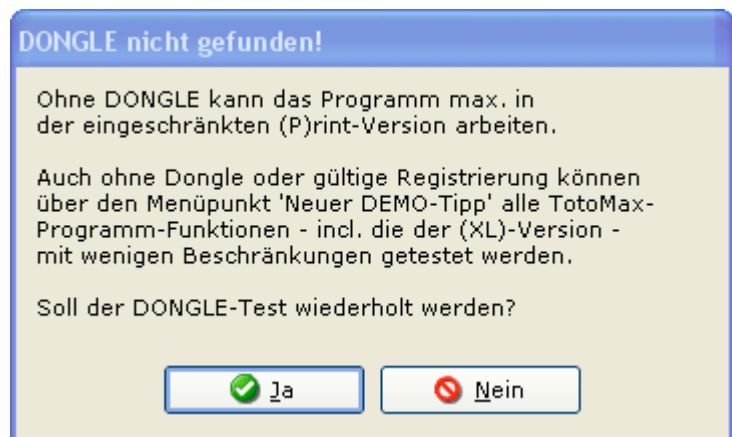 DONGLE nicht gefunden!
Ohne DONGLE kann das Programm max. in
der eingeschränkten (P)rint-Version arbeiten.
Auch ohne Dongle oder gültige Registrierung können
über den Menüpunkt 'Neuer DEMO-Tipp' alle TotoMax-
Programm-Funktionen - incl. die der (XL)-Version -
mit wenigen Beschränkungen getestet werden.
Soll der DONGLE-Test wiederholt werden?
Ja
Nein